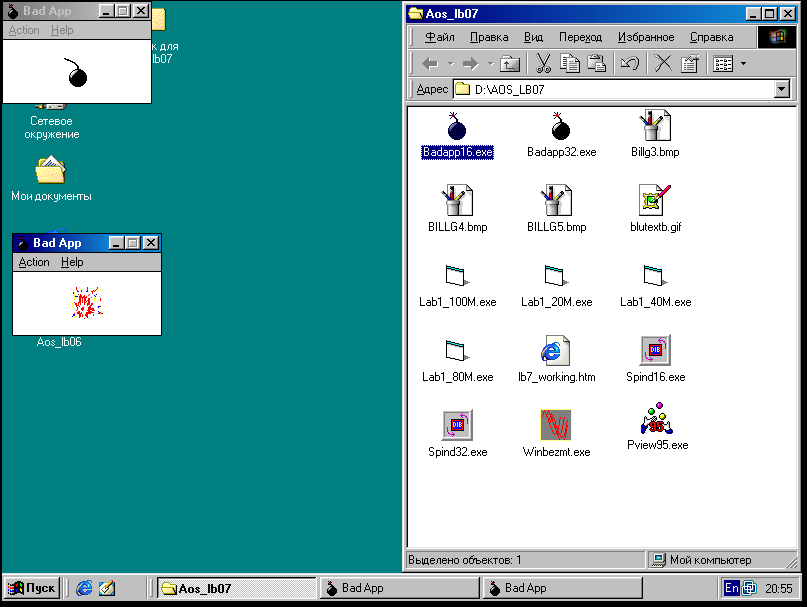 Bad App
Action Help
к для
lb07
Сетевое
окружение
Мои документы
Bad App
Action Help
Aos_lb06
Aos_lb07
Файл Правка Вид Переход Избранное Справка
Адрес D:\AOS_LB07
Badapp16.exe Badapp32.exe Billg3.bmp
BILLG4.bmp BILLG5.bmp blutextb.gif
Lab1_100M.exe Lab1_20M.exe Lab1_40M.exe
Lab1_80M.exe lb7_working.htm Spind16.exe
Spind32.exe Winbezmt.exe Pview95.exe
Выделено объектов: 1 Мой компьютер
Пуск Aos_lb07 Bad App Bad App En 20:55